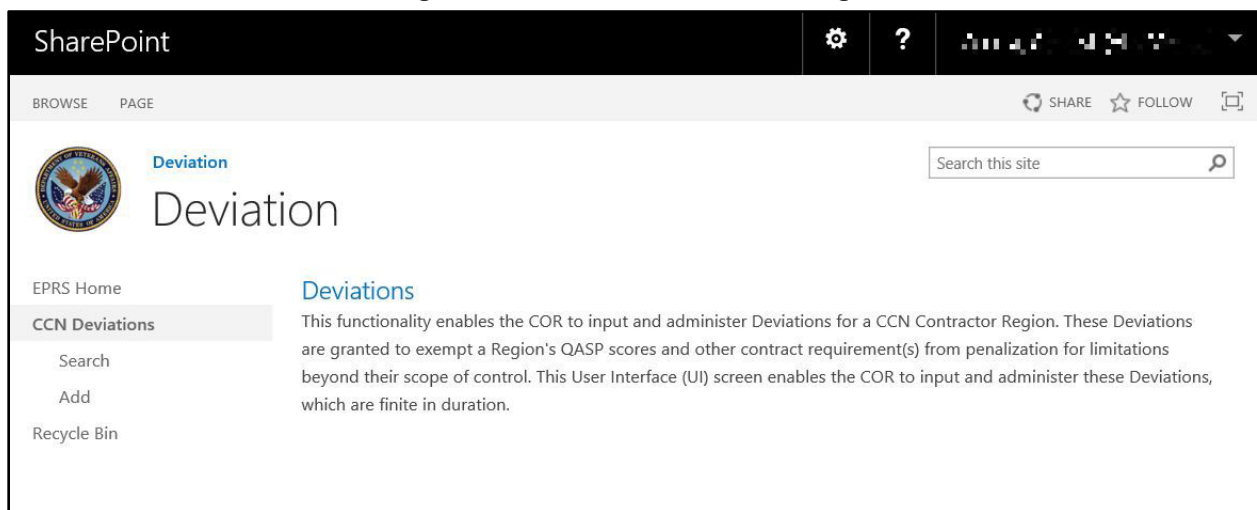 SharePoint
?
BROWSE PAGE
SHARE FOLLOW
Deviation
Search this site
Deviation
EPRS Home
CCN Deviations
Search
Add
Recycle Bin
Deviations
This functionality enables the COR to input and administer Deviations for a CCN Contractor Region. These Deviations
are granted to exempt a Region's QASP scores and other contract requirement(s) from penalization for limitations
beyond their scope of control. This User Interface (UI) screen enables the COR to input and administer these Deviations,
which are finite in duration.